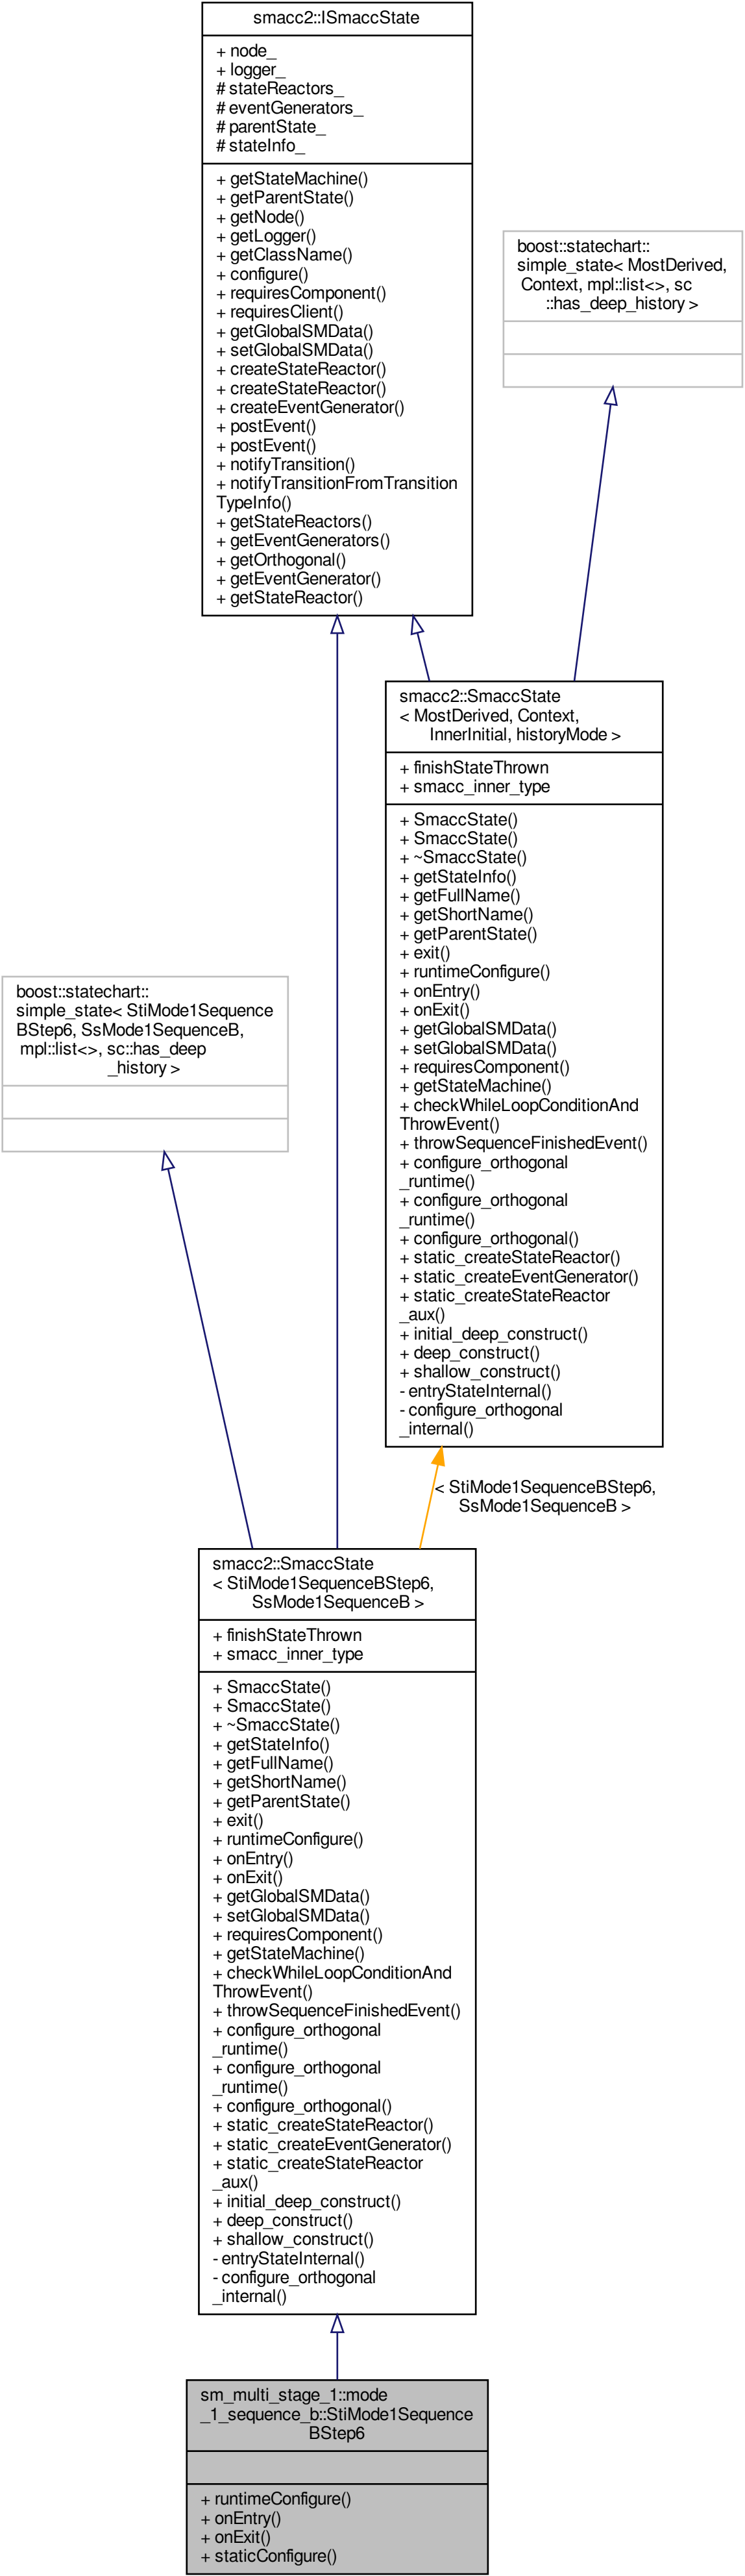 smacc2::ISmaccState
+ node_
+ logger_
# stateReactors_
# eventGenerators_
# parentState_
# stateInfo_
+ getStateMachine()
+ getParentState()
+ getNode()
+ getLogger()
+ getClassName()
+ configure()
+ requiresComponent()
+ requiresClient()
+ getGlobalSMData()
+ setGlobalSMData()
+ createStateReactor()
+ createStateReactor()
+ createEventGenerator()
+ postEvent()
+ postEvent()
+ notifyTransition()
+ notifyTransitionFromTransition
TypeInfo()
+ getStateReactors()
+ getEventGenerators()
+ getOrthogonal()
+ getEventGenerator()
+ getStateReactor()
boost::statechart::
simple_state< MostDerived,
Context, mpl::list<>, sc
::has_deep_history >
smacc2::SmaccState
< MostDerived, Context,
InnerInitial, historyMode >
+ finishStateThrown
+ smacc_inner_type
+ SmaccState()
+ SmaccState()
+ ~SmaccState()
+ getStateInfo()
+ getFullName()
+ getShortName()
+ getParentState()
+ exit()
+ runtimeConfigure()
+ onEntry()
+ onExit()
+ getGlobalSMData()
+ setGlobalSMData()
+ requiresComponent()
+ getStateMachine()
+ checkWhileLoopConditionAnd
ThrowEvent()
+ throwSequenceFinishedEvent()
+ configure_orthogonal
_runtime()
+ configure_orthogonal
_runtime()
+ configure_orthogonal()
+ static_createStateReactor()
+ static_createEventGenerator()
+ static_createStateReactor
_aux()
+ initial_deep_construct()
+ deep_construct()
+ shallow_construct()
- entryStateInternal()
- configure_orthogonal
_internal()
boost::statechart::
simple_state< StiMode1Sequence
BStep6, SsMode1SequenceB,
mpl::list<>, sc::has_deep
_history >
< StiMode1SequenceBStep6,
SsMode1SequenceB >
smacc2::SmaccState
< StiMode1SequenceBStep6,
SsMode1SequenceB >
+ finishStateThrown
+ smacc_inner_type
+ SmaccState()
+ SmaccState()
+ ~SmaccState()
+ getStateInfo()
+ getFullName()
+ getShortName()
+ getParentState()
+ exit()
+ runtimeConfigure()
+ onEntry()
+ onExit()
+ getGlobalSMData()
+ setGlobalSMData()
+ requiresComponent()
+ getStateMachine()
+ checkWhileLoopConditionAnd
ThrowEvent()
+ throwSequenceFinishedEvent()
+ configure_orthogonal
_runtime()
+ configure_orthogonal
_runtime()
+ configure_orthogonal()
+ static_createStateReactor()
+ static_createEventGenerator()
+ static_createStateReactor
_aux()
+ initial_deep_construct()
+ deep_construct()
+ shallow_construct()
- entryStateInternal()
- configure_orthogonal
_internal()
sm_multi_stage_1::mode
_1_sequence_b::StiMode1Sequence
BStep6
+ runtimeConfigure()
+ onEntry()
+ onExit()
+ staticConfigure()